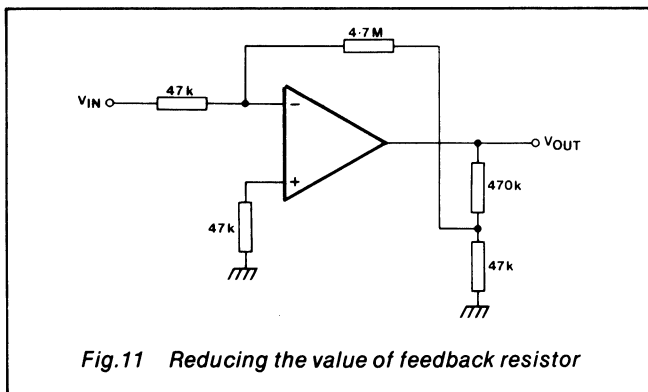 4·7M
47k
VIN
VOUT
470k
47k
47k
Fig.11 Reducing the value of feedback resistor